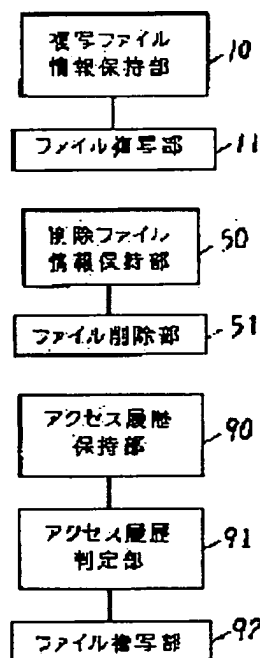 複写ファイル
情報保持部
10
ファイル複写部
11
削除ファイル
情報保持部
50
ファイル削除部
51
アクセス履歴
保持部
90
アクセス履歴
判定部
91
ファイル複写部
92